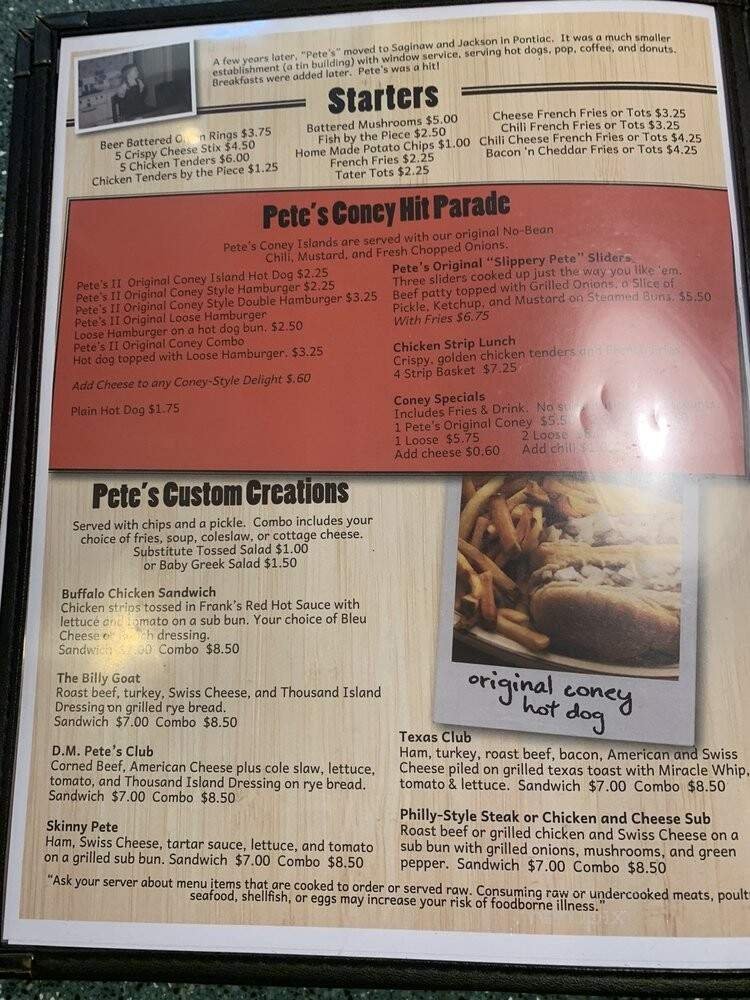 A few years later, "Pete's" moved to Saginaw and Jackson in Pontiac. It was a much smaller
establishment (a tin building) with window service, serving hot dogs, pop, coffee, and donuts.
Breakfasts were added later. Pete's was a hit!
Starters
Beer Battered Rings $3.75
5 Crispy Cheese Stix $4.50
5 Chicken Tenders $6.00
Chicken Tenders by the Piece $1.25
Battered Mushrooms $5.00
Fish by the Piece $2.50
Home Made Potato Chips $1.00
French Fries $2.25
Tater Tots $2.25
Cheese French Fries or Tots $3.25
Chili French Fries or Tots $3.25
Chili Cheese French Fries or Tots $4.25
Bacon 'n Cheddar Fries or Tots $4.25
Pete's Coney Hit Parade
Pete's Coney Islands are served with our original No-Bean
Chili, Mustard, and Fresh Chopped Onions.
Pete's II Original Coney Island Hot Dog $2.25
Pete's II Original Coney Style Hamburger $2.25
Pete's II Original Coney Style Double Hamburger $3.25
Pete's II Original Loose Hamburger
Loose Hamburger on a hot dog bun. $2.50
Pete's II Original Coney Combo
Hot dog topped with Loose Hamburger. $3.25
Add Cheese to any Coney-Style Delight $.60
Plain Hot Dog $1.75
Pete's Original "Slippery Pete" Sliders
Three sliders cooked up just the way you like 'em.
Beef patty topped with Grilled Onions, a Slice of
Pickle, Ketchup, and Mustard on Steamed Buns. $5.50
With Fries $6.75
Chicken Strip Lunch
Crispy, golden chicken tenders and
4 Strip Basket $7.25
Coney Specials
Includes Fries & Drink. No
1 Pete's Original Coney
1 Loose $5.75 2 Loose
Add cheese $0.60 Add chili
Pete's Custom Creations
Served with chips and a pickle. Combo includes your
choice of fries, soup, coleslaw, or cottage cheese.
Substitute Tossed Salad $1.00
or Baby Greek Salad $1.50
Buffalo Chicken Sandwich
Chicken strips tossed in Frank's Red Hot Sauce with
lettuce and tomato on a sub bun. Your choice of Bleu
Cheese or dressing.
Sandwich Combo $8.50
The Billy Goat
Roast beef, turkey, Swiss Cheese, and Thousand Island
Dressing on grilled rye bread.
Sandwich $7.00 Combo $8.50
D.M. Pete's Club
Corned Beef, American Cheese plus cole slaw, lettuce,
tomato, and Thousand Island Dressing on rye bread.
Sandwich $7.00 Combo $8.50
Skinny Pete
Ham, Swiss Cheese, tartar sauce, lettuce, and tomato
on a grilled sub bun. Sandwich $7.00 Combo $8.50
original coney
hot dog
Texas Club
Ham, turkey, roast beef, bacon, American and Swiss
Cheese piled on grilled texas toast with Miracle Whip,
tomato & lettuce. Sandwich $7.00 Combo $8.50
Philly-Style Steak or Chicken and Cheese Sub
Roast beef or grilled chicken and Swiss Cheese on a
sub bun with grilled onions, mushrooms, and green
pepper. Sandwich $7.00 Combo $8.50
"Ask your server about menu items that are cooked to order or served raw. Consuming raw or undercooked meats, poult
seafood, shellfish, or eggs may increase your risk of foodborne illness."